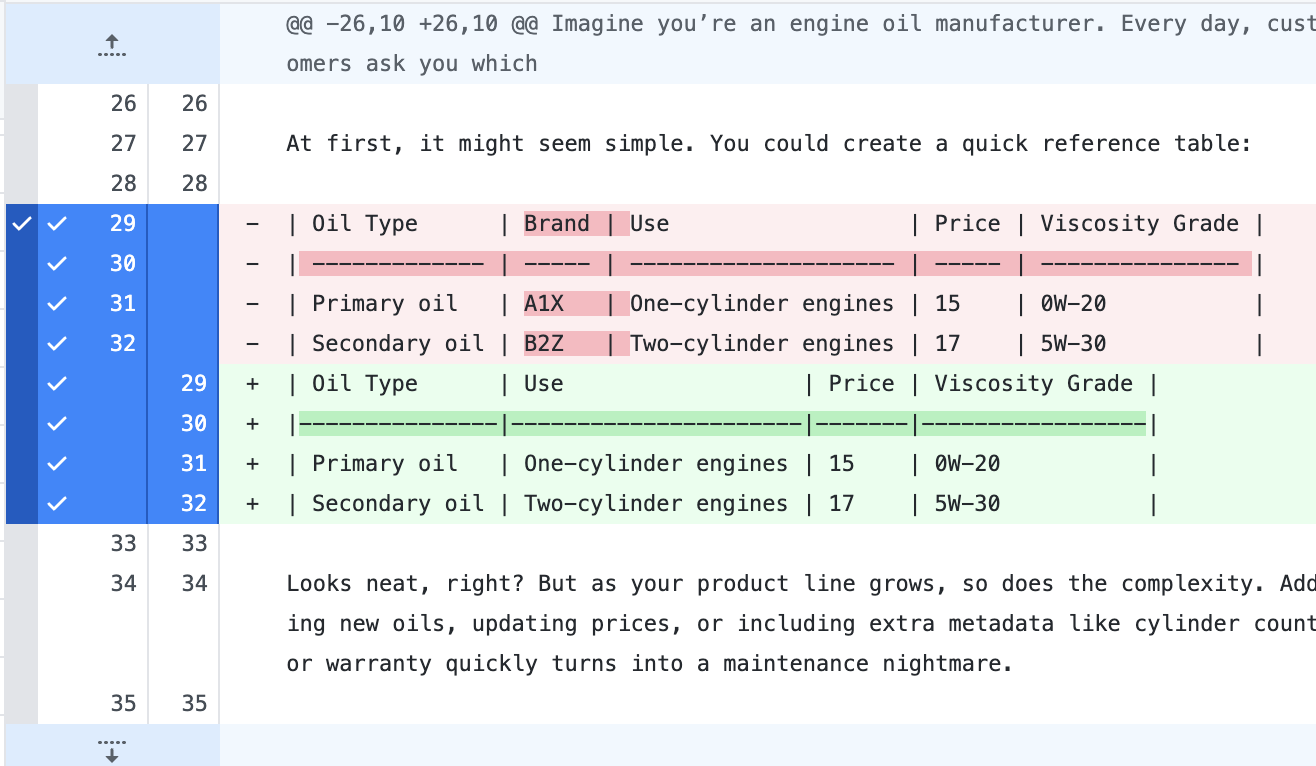 @@ -26,10 +26,10 @@ Imagine you’re an engine oil manufacturer. Every day, cust
omers ask you which
26 26
27 27 At first, it might seem simple. You could create a quick reference table:
28 28
29 - | Oil Type      | Brand | Use                  | Price | Viscosity Grade |
30 - | ------------- | ----- | -------------------- | ----- | --------------- |
31 - | Primary oil   | A1X   | One-cylinder engines | 15    | 0W-20           |
32 - | Secondary oil | B2Z   | Two-cylinder engines | 17    | 5W-30           |
29 + | Oil Type      | Use                  | Price | Viscosity Grade |
30 + |---------------|----------------------|-------|-----------------|
31 + | Primary oil   | One-cylinder engines | 15    | 0W-20           |
32 + | Secondary oil | Two-cylinder engines | 17    | 5W-30           |
33 33
34 34 Looks neat, right? But as your product line grows, so does the complexity. Add
ing new oils, updating prices, or including extra metadata like cylinder count
or warranty quickly turns into a maintenance nightmare.
35 35